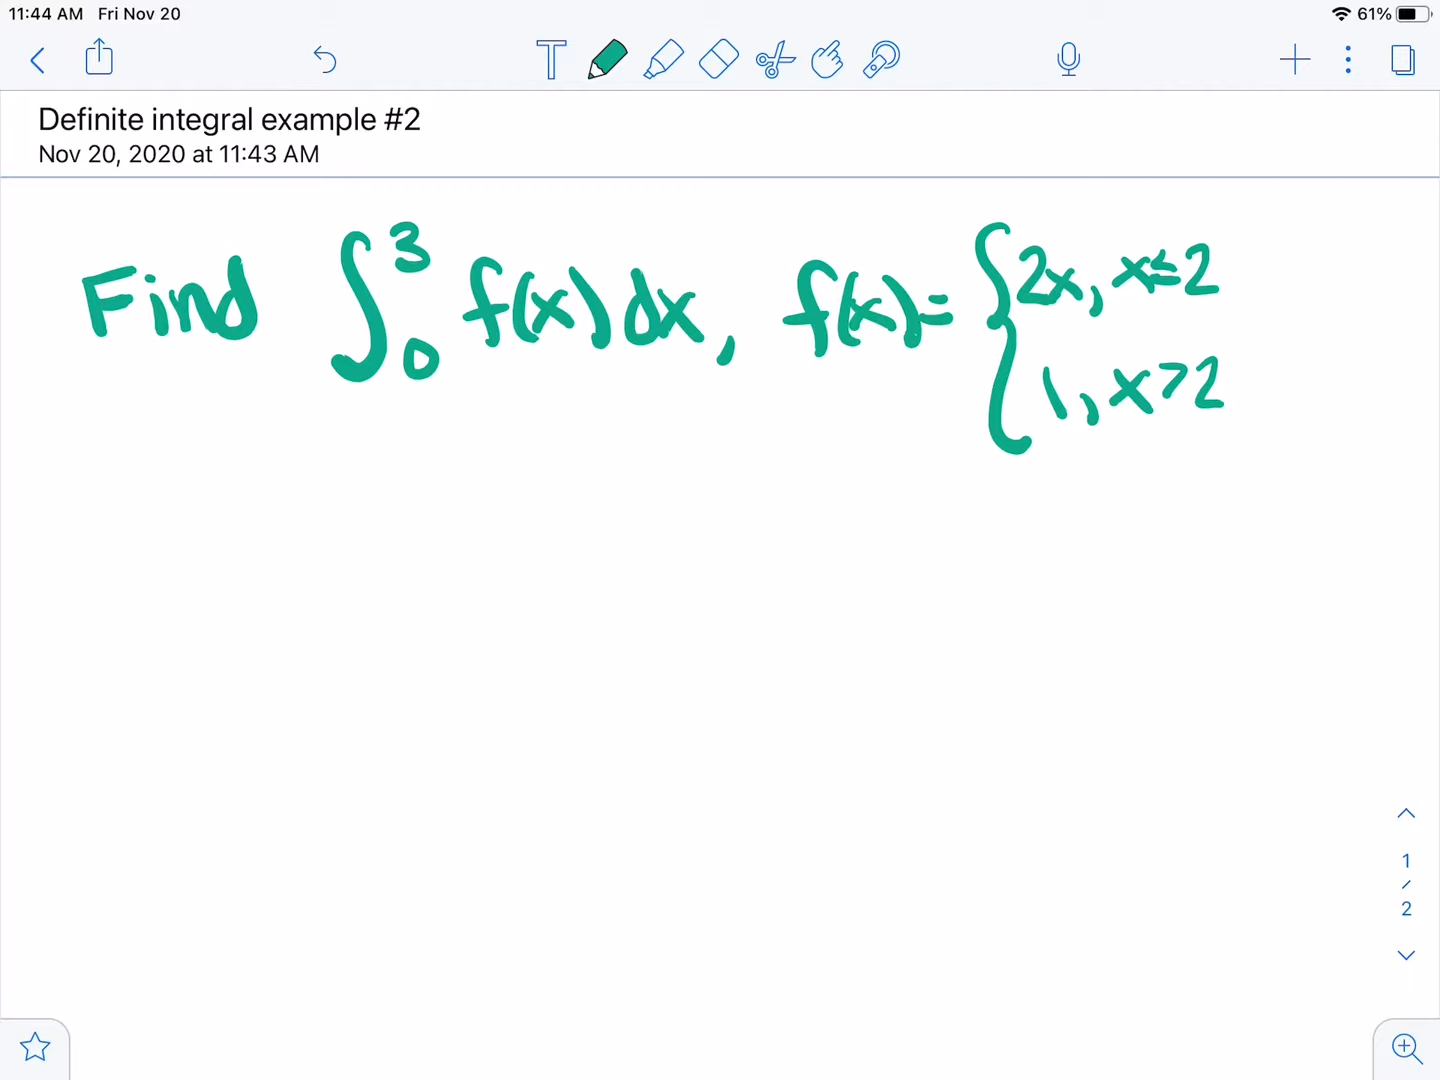 11:44 AM Fri Nov 20
61%
T
Definite integral example #2
Nov 20, 2020 at 11:43 AM
Find ∫₀³ f(x) dx, f(x) = { 2x, x ≤ 2
1, x > 2
1
/
2